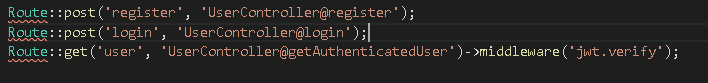 Route::post('register', 'UserController@register');
Route::post('login', 'UserController@login');
Route::get('user', 'UserController@getAuthenticatedUser')->middleware('jwt.verify');